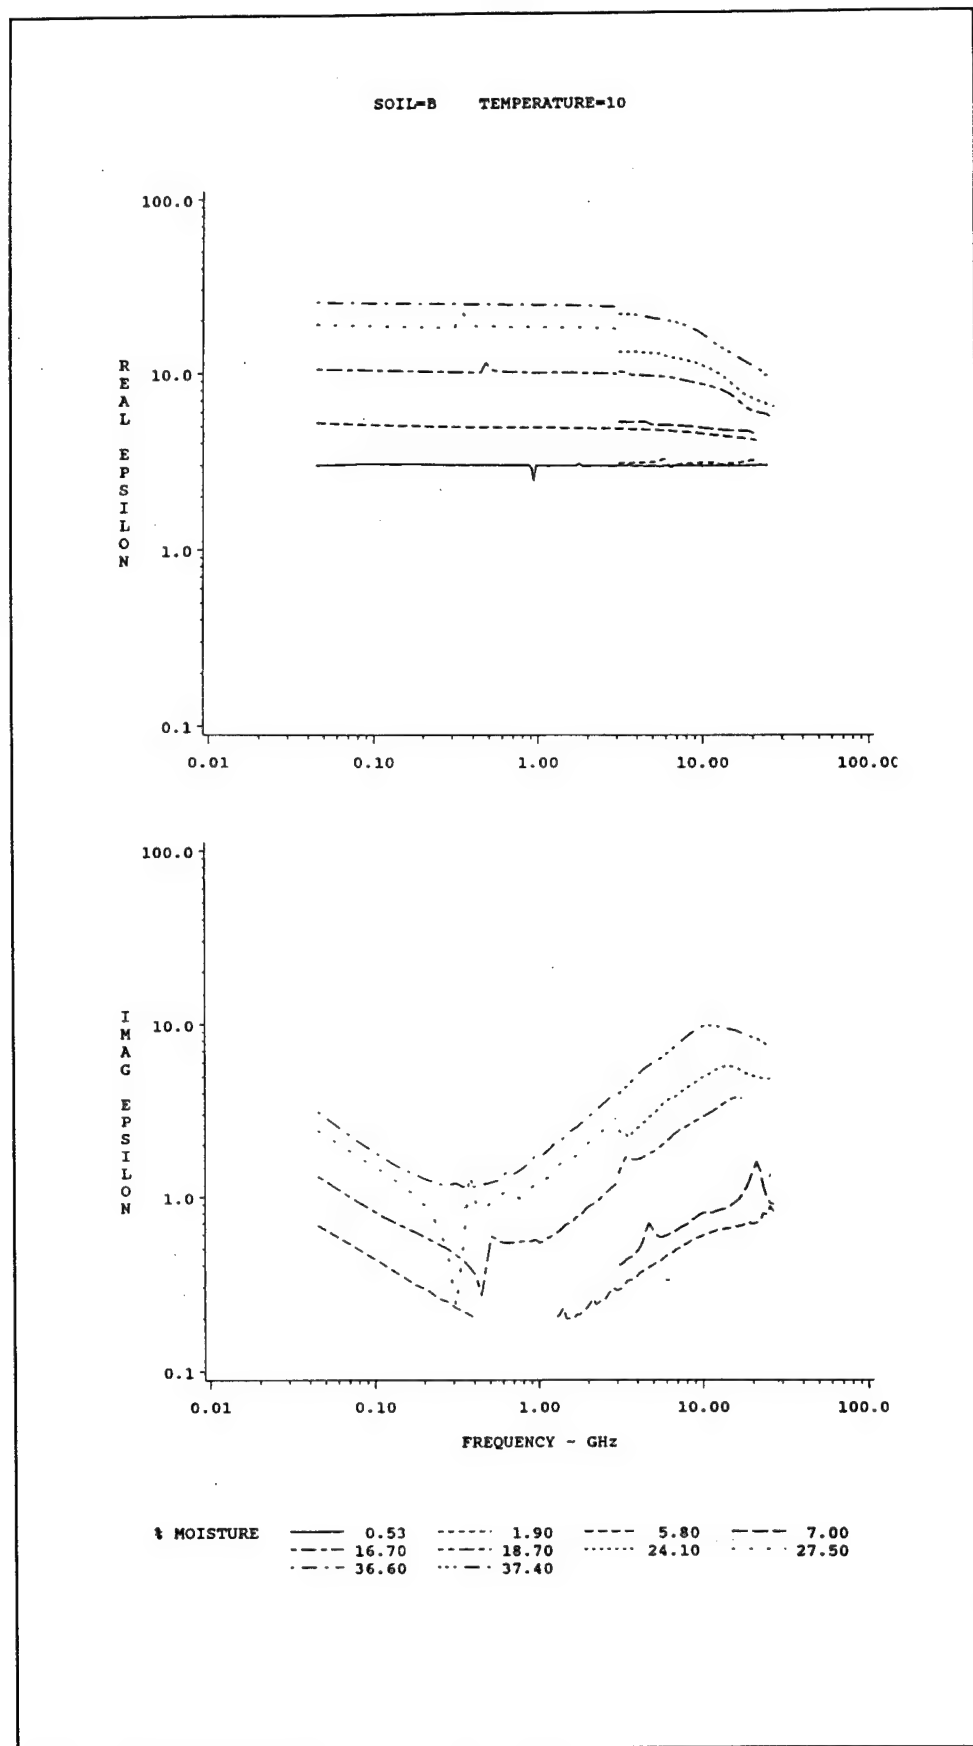 SOIL=B TEMPERATURE=10
100.0
REAL EPSILON
10.0
1.0
0.1
0.01 0.10 1.00 10.00 100.00
100.0
IMAG EPSILON
10.0
1.0
0.1
0.01 0.10 1.00 10.00 100.0
FREQUENCY - GHz
% MOISTURE 0.53 1.90 5.80 7.00
16.70 18.70 24.10 27.50
36.60 37.40